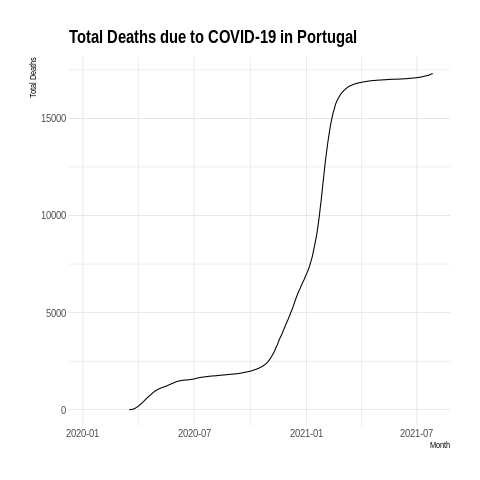 Total Deaths due to COVID-19 in Portugal
Total Deaths
15000
10000
5000
0
2020-01 2020-07 2021-01 2021-07
Month